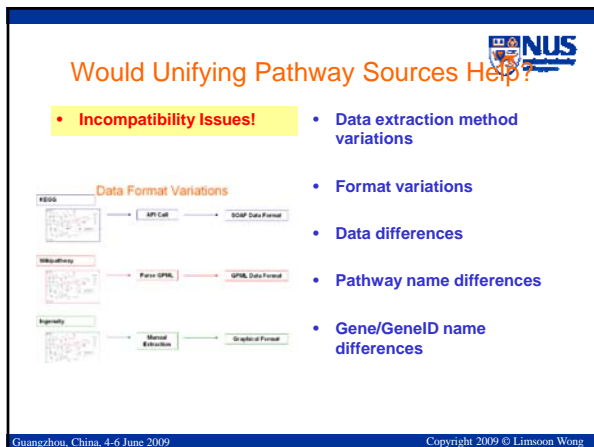 NUS
Would Unifying Pathway Sources Help?
• Incompatibility Issues!
Data Format Variations
KEGG
API Call
SOAP Data Format
Wikipathway
Parse GPML
GPML Data Format
Ingenuity
Manual
Extraction
Graphical Format
• Data extraction method
variations
• Format variations
• Data differences
• Pathway name differences
• Gene/GeneID name
differences
Guangzhou, China, 4-6 June 2009
Copyright 2009 © Limsoon Wong